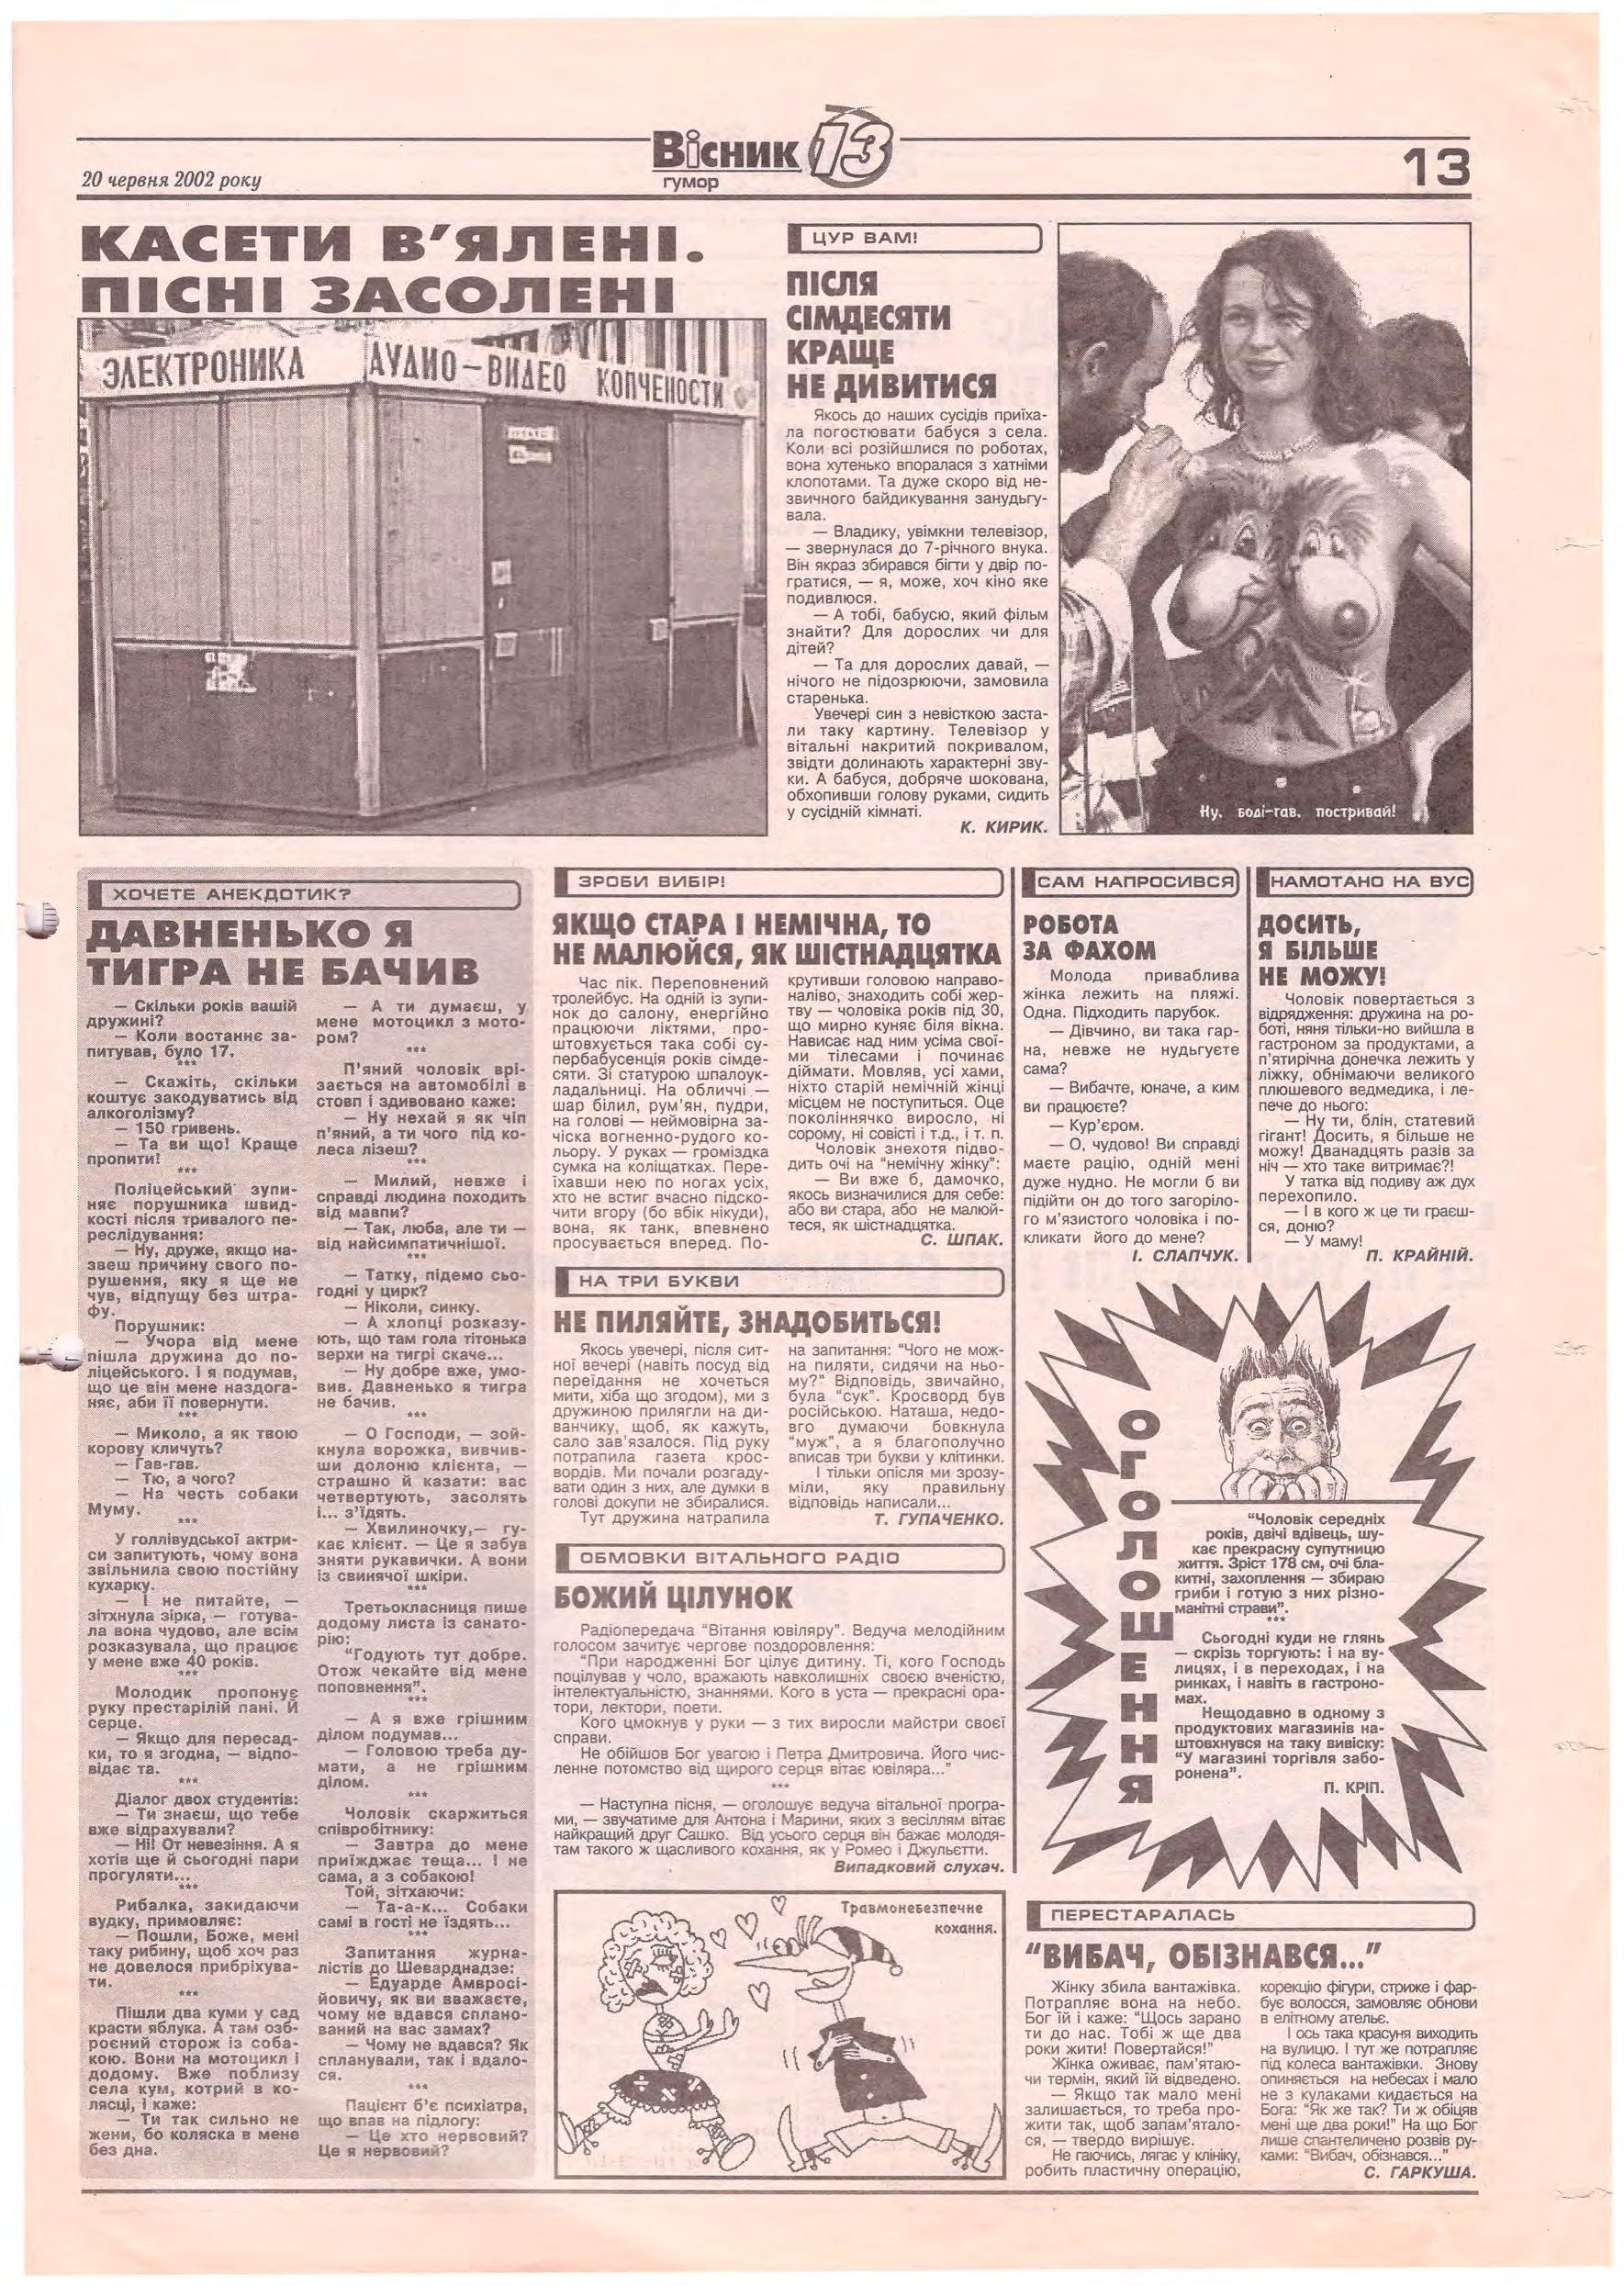 20 червня 2002 року
Вісник 13
гумор
13
КАСЕТИ В'ЯЛЕНІ.
ПІСНІ ЗАСОЛЕНІ
ЭЛЕКТРОНИКА
АУДИО-ВИДЕО
КОПЧЕНОСТИ
ЦУР ВАМ!
ПІСЛЯ
СІМДЕСЯТИ
КРАЩЕ
НЕ ДИВИТИСЯ
Якось до наших сусідів приїха-
ла погостювати бабуся з села.
Коли всі розійшлися по роботах,
вона хутенько впоралася з хатніми
клопотами. Та дуже скоро від не-
звичного байдикування занудьгу-
вала.
— Владику, увімкни телевізор,
— звернулася до 7-річного внука.
Він якраз збирався бігти у двір по-
гратися, — я, може, хоч кіно яке
подивлюся.
— А тобі, бабусю, який фільм
знайти? Для дорослих чи для
дітей?
— Та для дорослих давай, —
нічого не підозрюючи, замовила
старенька.
Увечері син з невісткою заста-
ли таку картину. Телевізор у
вітальні накритий покривалом,
звідти долинають характерні зву-
ки. А бабуся, добряче шокована,
обхопивши голову руками, сидить
у сусідній кімнаті.
К. КИРИК.
Ну, боді-гав, постривай!
ХОЧЕТЕ АНЕКДОТИК?
ДАВНЕНЬКО Я
ТИГРА НЕ БАЧИВ
— Скільки років вашій
дружині?
— Коли востаннє за-
питував, було 17.
***
— Скажіть, скільки
коштує закодуватись від
алкоголізму?
— 150 гривень.
— Та ви що! Краще
пропити!
***
Поліцейський зупи-
няє порушника швид-
кості після тривалого пе-
реслідування:
— Ну, друже, якщо на-
звеш причину свого по-
рушення, яку я ще не
чув, відпущу без штра-
фу.
Порушник:
— Учора від мене
пішла дружина до по-
ліцейського. І я подумав,
що це він мене наздога-
няє, аби її повернути.
***
— Миколо, а як твою
корову кличуть?
— Гав-гав.
— Тю, а чого?
— На честь собаки
Муму.
***
У голлівудської актри-
си запитують, чому вона
звільнила свою постійну
кухарку.
— І не питайте, —
зітхнула зірка, — готува-
ла вона чудово, але всім
розказувала, що працює
у мене вже 40 років.
***
Молодик пропонує
руку престарілій пані. Й
серце.
— Якщо для пересад-
ки, то я згодна, — відпо-
відає та.
***
Діалог двох студентів:
— Ти знаєш, що тебе
вже відрахували?
— Ні! От невезіння. А я
хотів ще й сьогодні пари
прогуляти...
***
Рибалка, закидаючи
вудку, примовляє:
— Пошли, Боже, мені
таку рибину, щоб хоч раз
не довелося прибріхува-
ти.
***
Пішли два куми у сад
красти яблука. А там озб-
роєний сторож із соба-
кою. Вони на мотоцикл і
додому. Вже поблизу
села кум, котрий в ко-
лясці, і каже:
— Ти так сильно не
жени, бо коляска в мене
без дна.
— А ти думаєш, у
мене мотоцикл з мото-
ром?
***
П'яний чоловік врі-
зається на автомобілі в
стовп і здивовано каже:
— Ну нехай я як чіп
п'яний, а ти чого під ко-
леса лізеш?
***
— Милий, невже і
справді людина походить
від мавпи?
— Так, люба, але ти —
від найсимпатичнішої.
***
— Татку, підемо сьо-
годні у цирк?
— Ніколи, синку.
— А хлопці розказу-
ють, що там гола тітонька
верхи на тигрі скаче...
— Ну добре вже, умо-
вив. Давненько я тигра
не бачив.
***
— О Господи, — зой-
кнула ворожка, вивчив-
ши долоню клієнта, —
страшно й казати: вас
четвертують, засолять
і... з'їдять.
— Хвилиночку,— гу-
кає клієнт. — Це я забув
зняти рукавички. А вони
із свинячої шкіри.
***
Третьокласниця пише
додому листа із санато-
рію:
"Годують тут добре.
Отож чекайте від мене
поповнення".
***
— А я вже грішним
ділом подумав...
— Головою треба ду-
мати, а не грішним
ділом.
***
Чоловік скаржиться
співробітнику:
— Завтра до мене
приїжджає теща... І не
сама, а з собакою!
Той, зітхаючи:
— Та-а-к... Собаки
самі в гості не їздять...
***
Запитання журна-
лістів до Шеварднадзе:
— Едуарде Амвросі-
йовичу, як ви вважаєте,
чому не вдався сплано-
ваний на вас замах?
— Чому не вдався? Як
спланували, так і вдало-
ся.
***
Пацієнт б'є психіатра,
що впав на підлогу:
— Це хто нервовий?
Це я нервовий?
ЗРОБИ ВИБІР!
ЯКЩО СТАРА І НЕМІЧНА, ТО
НЕ МАЛЮЙСЯ, ЯК ШІСТНАДЦЯТКА
Час пік. Переповнений
тролейбус. На одній із зупи-
нок до салону, енергійно
працюючи ліктями, про-
штовхується така собі су-
пербабусенція років сімде-
сяти. Зі статурою шпалоук-
ладальниці. На обличчі —
шар білил, рум'ян, пудри,
на голові — неймовірна за-
чіска вогненно-рудого ко-
льору. У руках — громіздка
сумка на коліщатках. Пере-
їхавши нею по ногах усіх,
хто не встиг вчасно підско-
чити вгору (бо вбік нікуди),
вона, як танк, впевнено
просувається вперед. По-
крутивши головою направо-
наліво, знаходить собі жер-
тву — чоловіка років під 30,
що мирно куняє біля вікна.
Нависає над ним усіма свої-
ми тілесами і починає
діймати. Мовляв, усі хами,
ніхто старій немічній жінці
місцем не поступиться. Оце
поколіннячко виросло, ні
сорому, ні совісті і т.д., і т. п.
Чоловік знехотя підво-
дить очі на "немічну жінку":
— Ви вже б, дамочко,
якось визначилися для себе:
або ви стара, або не малюй-
теся, як шістнадцятка.
С. ШПАК.
НА ТРИ БУКВИ
НЕ ПИЛЯЙТЕ, ЗНАДОБИТЬСЯ!
Якось увечері, після сит-
ної вечері (навіть посуд від
переїдання не хочеться
мити, хіба що згодом), ми з
дружиною прилягли на ди-
ванчику, щоб, як кажуть,
сало зав'язалося. Під руку
потрапила газета крос-
вордів. Ми почали розгаду-
вати один з них, але думки в
голові докупи не збиралися.
Тут дружина натрапила
на запитання: "Чого не мож-
на пиляти, сидячи на ньо-
му?" Відповідь, звичайно,
була "сук". Кросворд був
російською. Наташа, недо-
вго думаючи бовкнула
"муж", а я благополучно
вписав три букви у клітинки.
І тільки опісля ми зрозу-
міли, яку правильну
відповідь написали...
Т. ГУПАЧЕНКО.
ОБМОВКИ ВІТАЛЬНОГО РАДІО
БОЖИЙ ЦІЛУНОК
Радіопередача "Вітання ювіляру". Ведуча мелодійним
голосом зачитує чергове поздоровлення:
"При народженні Бог цілує дитину. Ті, кого Господь
поцілував у чоло, вражають навколишніх своєю вченістю,
інтелектуальністю, знаннями. Кого в уста — прекрасні ора-
тори, лектори, поети.
Кого цмокнув у руки — з тих виросли майстри своєї
справи.
Не обійшов Бог увагою і Петра Дмитровича. Його чис-
ленне потомство від щирого серця вітає ювіляра..."
***
— Наступна пісня, — оголошує ведуча вітальної програ-
ми, — звучатиме для Антона і Марини, яких з весіллям вітає
найкращий друг Сашко. Від усього серця він бажає молодя-
там такого ж щасливого кохання, як у Ромео і Джульєтти.
Випадковий слухач.
Травмонебезпечне
кохання.
САМ НАПРОСИВСЯ
РОБОТА
ЗА ФАХОМ
Молода приваблива
жінка лежить на пляжі.
Одна. Підходить парубок.
— Дівчино, ви така гар-
на, невже не нудьгуєте
сама?
— Вибачте, юначе, а ким
ви працюєте?
— Кур'єром.
— О, чудово! Ви справді
маєте рацію, одній мені
дуже нудно. Не могли б ви
підійти он до того загоріло-
го м'язистого чоловіка і по-
кликати його до мене?
І. СЛАПЧУК.
НАМОТАНО НА ВУС
ДОСИТЬ,
Я БІЛЬШЕ
НЕ МОЖУ!
Чоловік повертається з
відрядження: дружина на ро-
боті, няня тільки-но вийшла в
гастроном за продуктами, а
п'ятирічна донечка лежить у
ліжку, обнімаючи великого
плюшевого ведмедика, і ле-
пече до нього:
— Ну ти, блін, статевий
гігант! Досить, я більше не
можу! Дванадцять разів за
ніч — хто таке витримає?!
У татка від подиву аж дух
перехопило.
— І в кого ж це ти граєш-
ся, доню?
— У маму!
П. КРАЙНІЙ.
ОГОЛОШЕННЯ
"Чоловік середніх
років, двічі вдівець, шу-
кає прекрасну супутницю
життя. Зріст 178 см, очі бла-
китні, захоплення — збираю
гриби і готую з них різно-
манітні страви".
***
Сьогодні куди не глянь
— скрізь торгують: і на ву-
лицях, і в переходах, і на
ринках, і навіть в гастроно-
мах.
Нещодавно в одному з
продуктових магазинів на-
штовхнувся на таку вивіску:
"У магазині торгівля забо-
ронена".
П. КРІП.
ПЕРЕСТАРАЛАСЬ
"ВИБАЧ, ОБІЗНАВСЯ..."
Жінку збила вантажівка.
Потрапляє вона на небо.
Бог їй і каже: "Щось зарано
ти до нас. Тобі ж ще два
роки жити! Повертайся!"
Жінка оживає, пам'ятаю-
чи термін, який їй відведено.
— Якщо так мало мені
залишається, то треба про-
жити так, щоб запам'ятало-
ся, — твердо вирішує.
Не гаючись, лягає у клініку,
робить пластичну операцію,
корекцію фігури, стриже і фар-
бує волосся, замовляє обнови
в елітному ательє.
І ось така красуня виходить
на вулицю. І тут же потрапляє
під колеса вантажівки. Знову
опиняється на небесах і мало
не з кулаками кидається на
Бога: "Як же так? Ти ж обіцяв
мені ще два роки!" На що Бог
лише спантеличено розвів ру-
ками: "Вибач, обізнався..."
С. ГАРКУША.